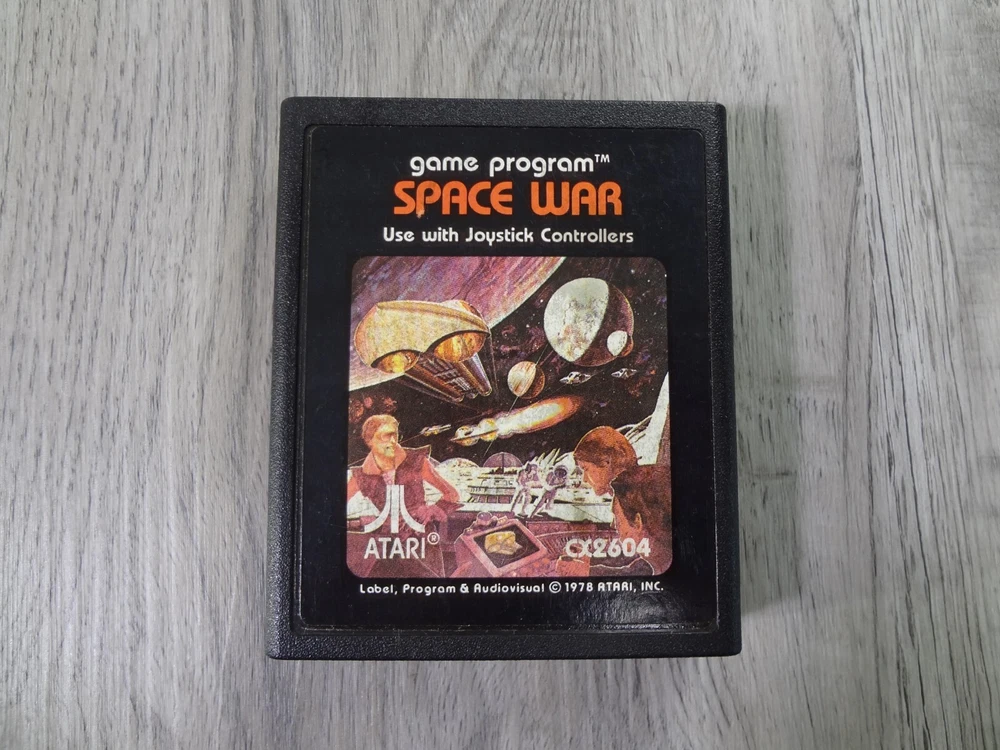 game program™
SPACE WAR
Use with Joystick Controllers
ATARI®
CX2604
Label, Program & Audiovisual © 1978 ATARI, INC.